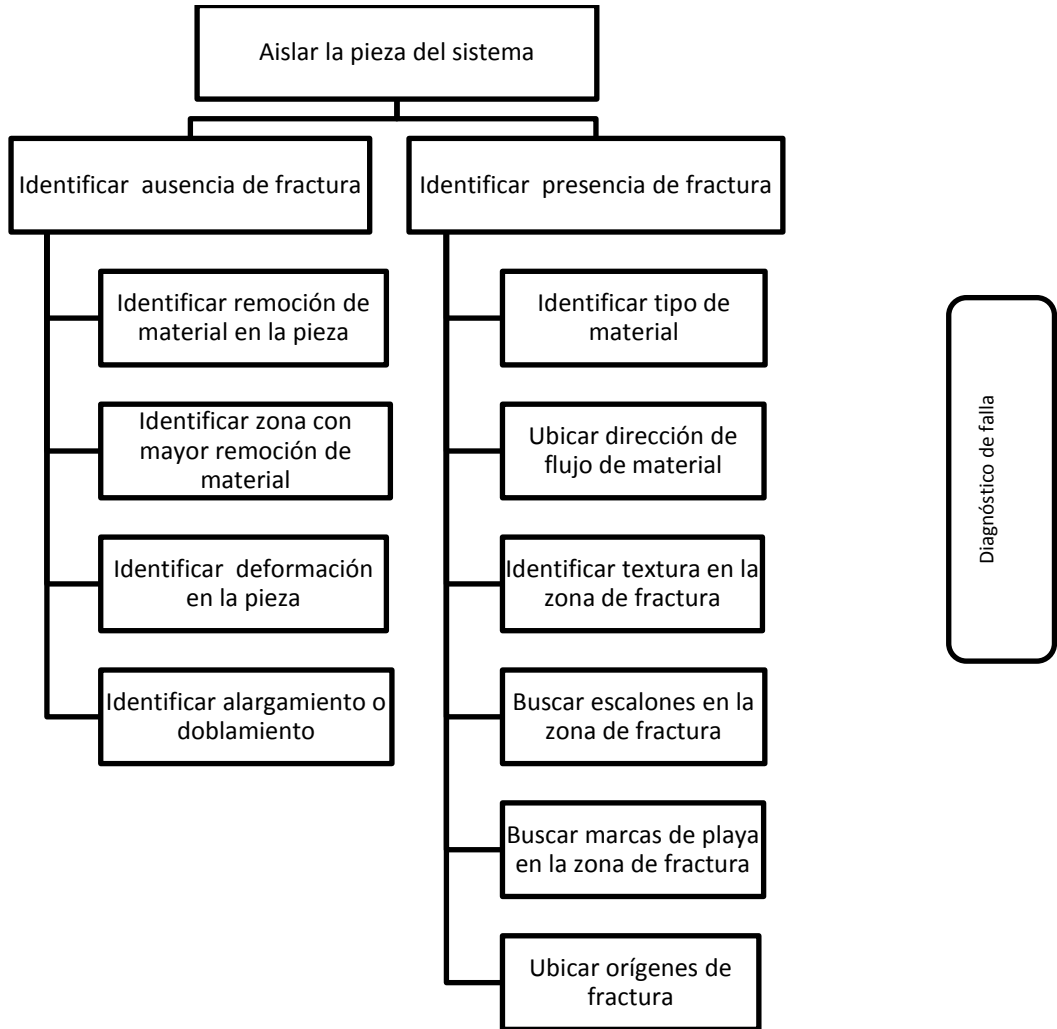 Aislar la pieza del sistema
Identificar ausencia de fractura
Identificar remoción de
material en la pieza
Identificar zona con
mayor remoción de
material
Identificar deformación
en la pieza
Identificar alargamiento o
doblamiento
Identificar presencia de fractura
Identificar tipo de
material
Ubicar dirección de
flujo de material
Identificar textura en la
zona de fractura
Buscar escalones en la
zona de fractura
Buscar marcas de playa
en la zona de fractura
Ubicar orígenes de
fractura
Diagnóstico de falla